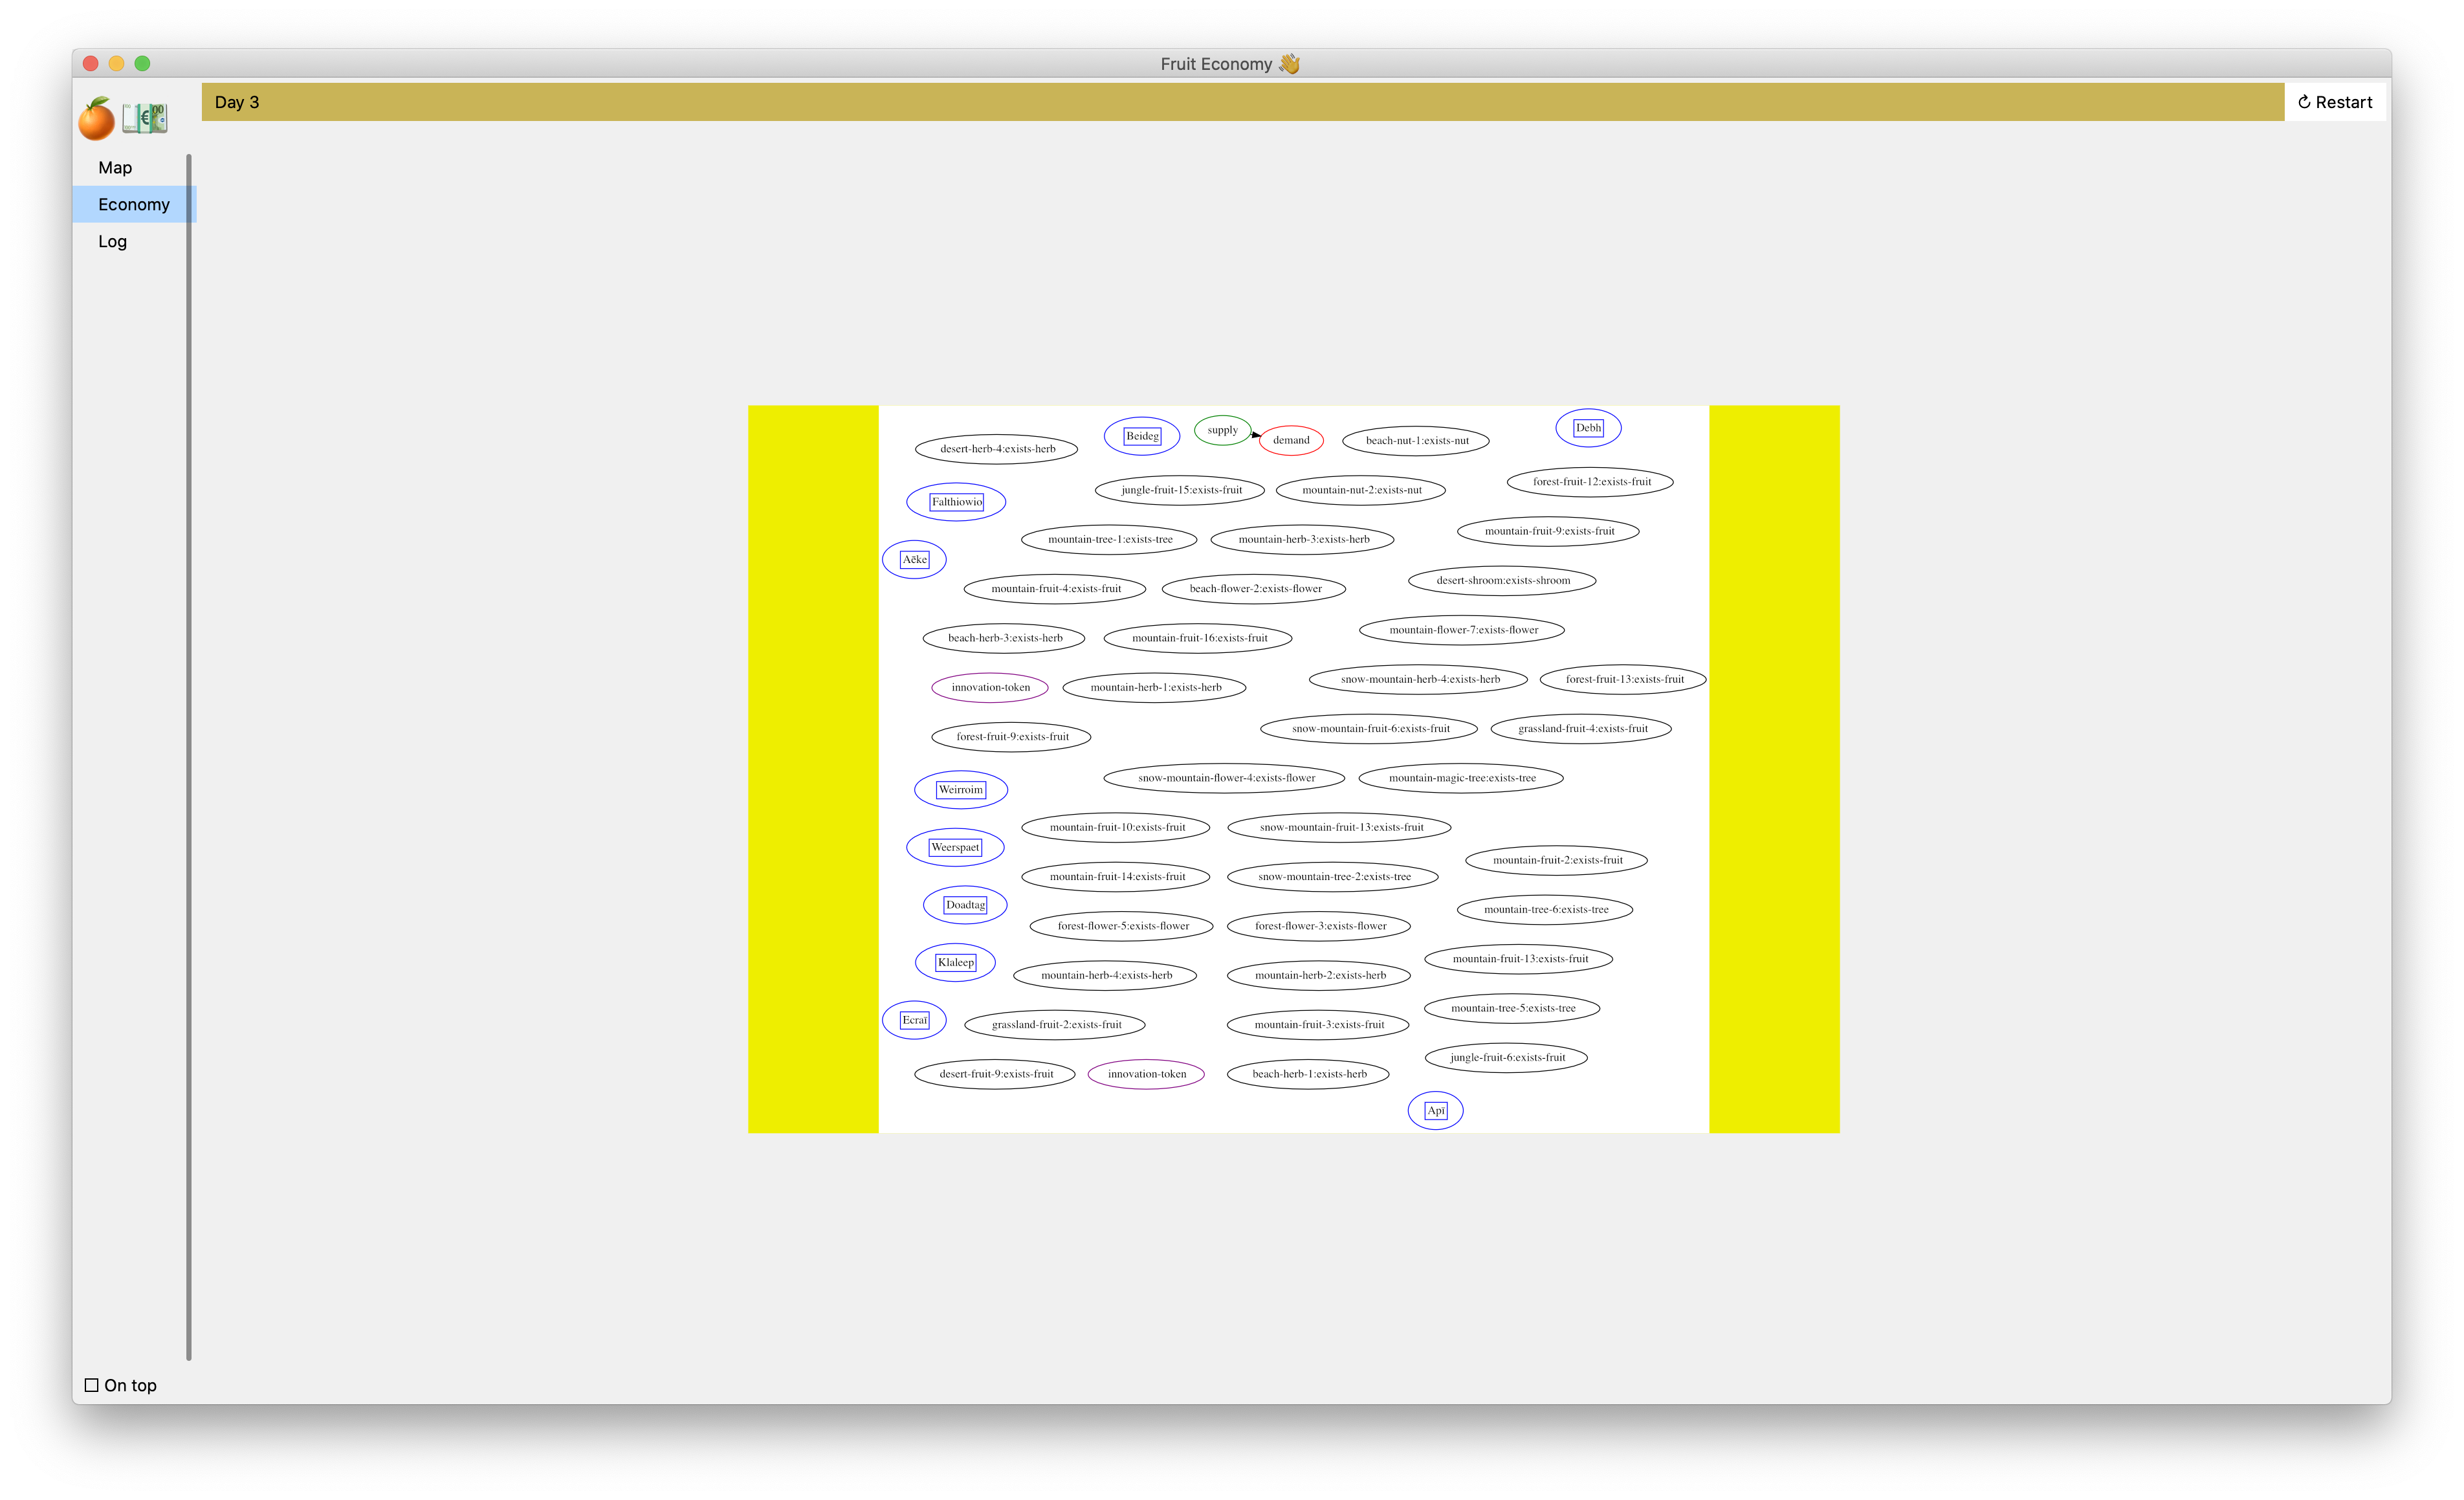 Fruit Economy
Day 3
Restart
Map
Economy
Log
Beideg
supply
demand
Debh
beach-nut-1:exists-nut
desert-herb-4:exists-herb
forest-fruit-12:exists-fruit
jungle-fruit-15:exists-fruit
mountain-nut-2:exists-nut
Falthiowio
mountain-fruit-9:exists-fruit
mountain-tree-1:exists-tree
mountain-herb-3:exists-herb
Aëke
desert-shroom:exists-shroom
mountain-fruit-4:exists-fruit
beach-flower-2:exists-flower
mountain-flower-7:exists-flower
beach-herb-3:exists-herb
mountain-fruit-16:exists-fruit
snow-mountain-herb-4:exists-herb
forest-fruit-13:exists-fruit
innovation-token
mountain-herb-1:exists-herb
snow-mountain-fruit-6:exists-fruit
grassland-fruit-4:exists-fruit
forest-fruit-9:exists-fruit
snow-mountain-flower-4:exists-flower
mountain-magic-tree:exists-tree
Weirroim
mountain-fruit-10:exists-fruit
snow-mountain-fruit-13:exists-fruit
Weerspaet
mountain-fruit-2:exists-fruit
mountain-fruit-14:exists-fruit
snow-mountain-tree-2:exists-tree
Doadtag
mountain-tree-6:exists-tree
forest-flower-5:exists-flower
forest-flower-3:exists-flower
Klaleep
mountain-fruit-13:exists-fruit
mountain-herb-4:exists-herb
mountain-herb-2:exists-herb
mountain-tree-5:exists-tree
Ecraï
grassland-fruit-2:exists-fruit
mountain-fruit-3:exists-fruit
jungle-fruit-6:exists-fruit
desert-fruit-9:exists-fruit
innovation-token
beach-herb-1:exists-herb
Apï
On top